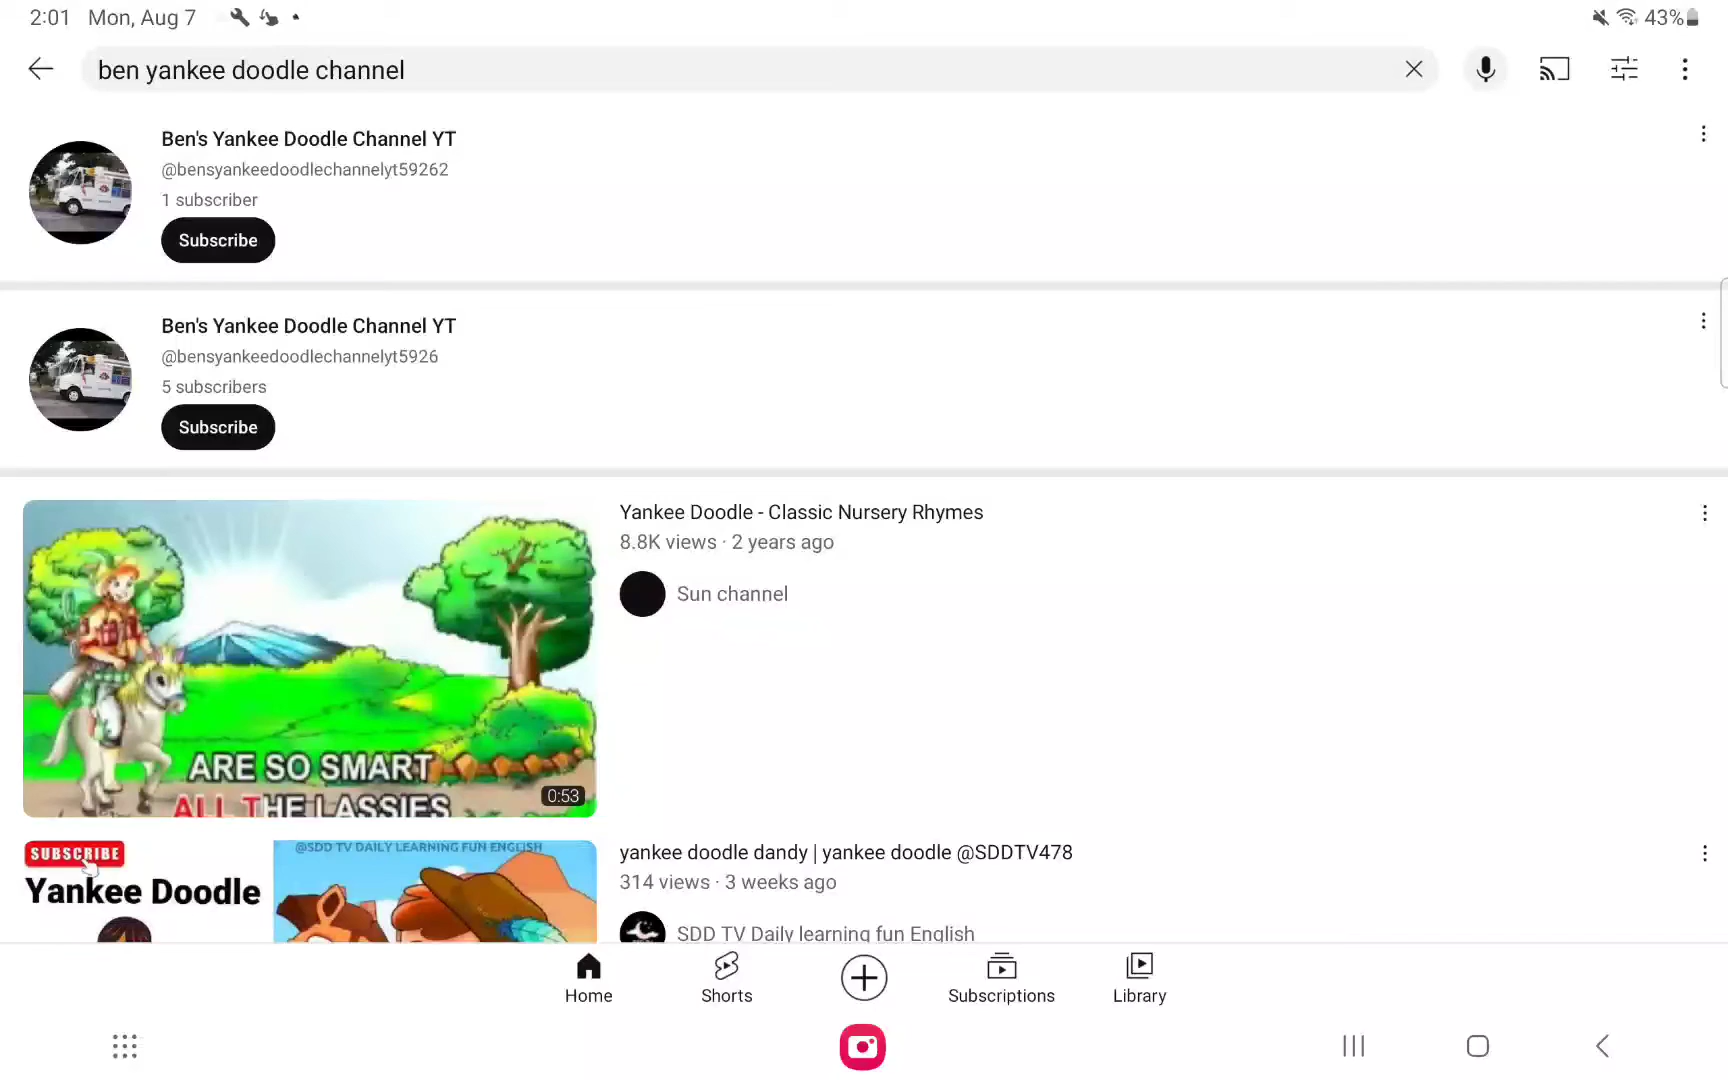 2:01 Mon, Aug 7
43%
ben yankee doodle channel
Ben's Yankee Doodle Channel YT
@bensyankeedoodlechannelyt59262
1 subscriber
Subscribe
Ben's Yankee Doodle Channel YT
@bensyankeedoodlechannelyt5926
5 subscribers
Subscribe
ARE SO SMART
ALL THE LASSIES
0:53
Yankee Doodle - Classic Nursery Rhymes
8.8K views · 2 years ago
Sun channel
SUBSCRIBE
Yankee Doodle
@SDD TV DAILY LEARNING FUN ENGLISH
yankee doodle dandy | yankee doodle @SDDTV478
314 views · 3 weeks ago
SDD TV Daily learning fun English
Home
Shorts
Subscriptions
Library